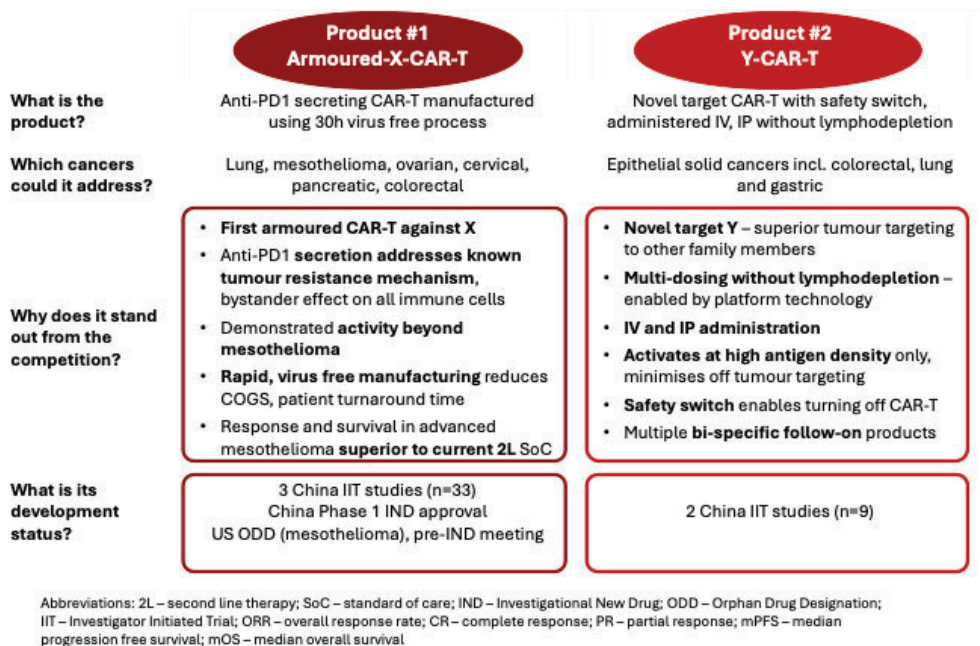 Product #1
Armoured-X-CAR-T
Product #2
Y-CAR-T
What is the
product?
Anti-PD1 secreting CAR-T manufactured
using 30h virus free process
Novel target CAR-T with safety switch,
administered IV, IP without lymphodepletion
Which cancers
could it address?
Lung, mesothelioma, ovarian, cervical,
pancreatic, colorectal
Epithelial solid cancers incl. colorectal, lung
and gastric
Why does it stand
out from the
competition?
• First armoured CAR-T against X
• Anti-PD1 secretion addresses known
tumour resistance mechanism,
bystander effect on all immune cells
• Demonstrated activity beyond
mesothelioma
• Rapid, virus free manufacturing reduces
COGS, patient turnaround time
• Response and survival in advanced
mesothelioma superior to current 2L SoC
• Novel target Y – superior tumour targeting
to other family members
• Multi-dosing without lymphodepletion –
enabled by platform technology
• IV and IP administration
• Activates at high antigen density only,
minimises off tumour targeting
• Safety switch enables turning off CAR-T
• Multiple bi-specific follow-on products
What is its
development
status?
3 China IIT studies (n=33)
China Phase 1 IND approval
US ODD (mesothelioma), pre-IND meeting
2 China IIT studies (n=9)
Abbreviations: 2L – second line therapy; SoC – standard of care; IND – Investigational New Drug; ODD – Orphan Drug Designation;
IIT – Investigator Initiated Trial; ORR – overall response rate; CR – complete response; PR – partial response; mPFS – median
progression free survival; mOS – median overall survival